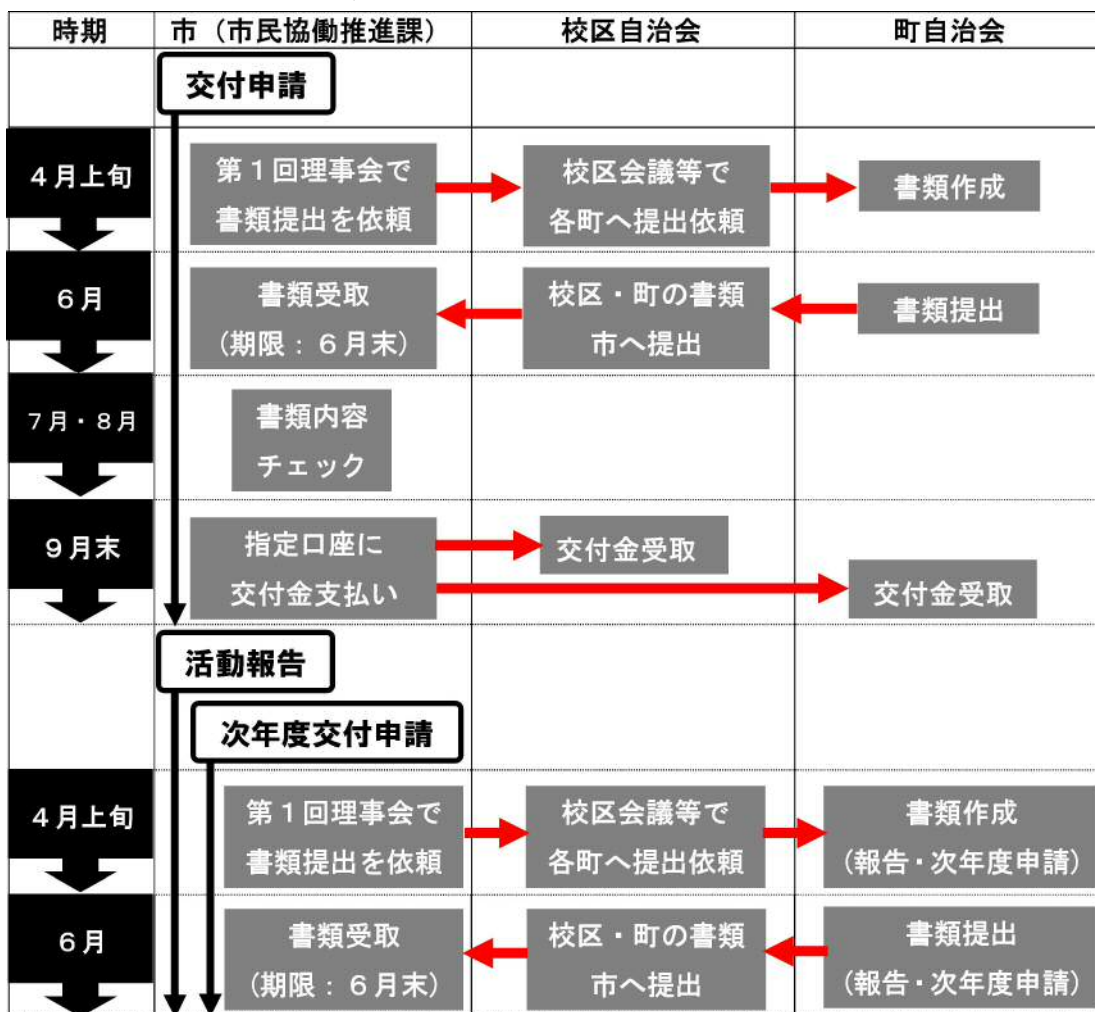 時期 市（市民協働推進課） 校区自治会 町自治会
交付申請
４月上旬
第１回理事会で
書類提出を依頼
校区会議等で
各町へ提出依頼
書類作成
６月
書類受取
（期限：６月末）
校区・町の書類
市へ提出
書類提出
７月・８月
書類内容
チェック
９月末
指定口座に
交付金支払い
交付金受取
交付金受取
活動報告
次年度交付申請
４月上旬
第１回理事会で
書類提出を依頼
校区会議等で
各町へ提出依頼
書類作成
（報告・次年度申請）
６月
書類受取
（期限：６月末）
校区・町の書類
市へ提出
書類提出
（報告・次年度申請）